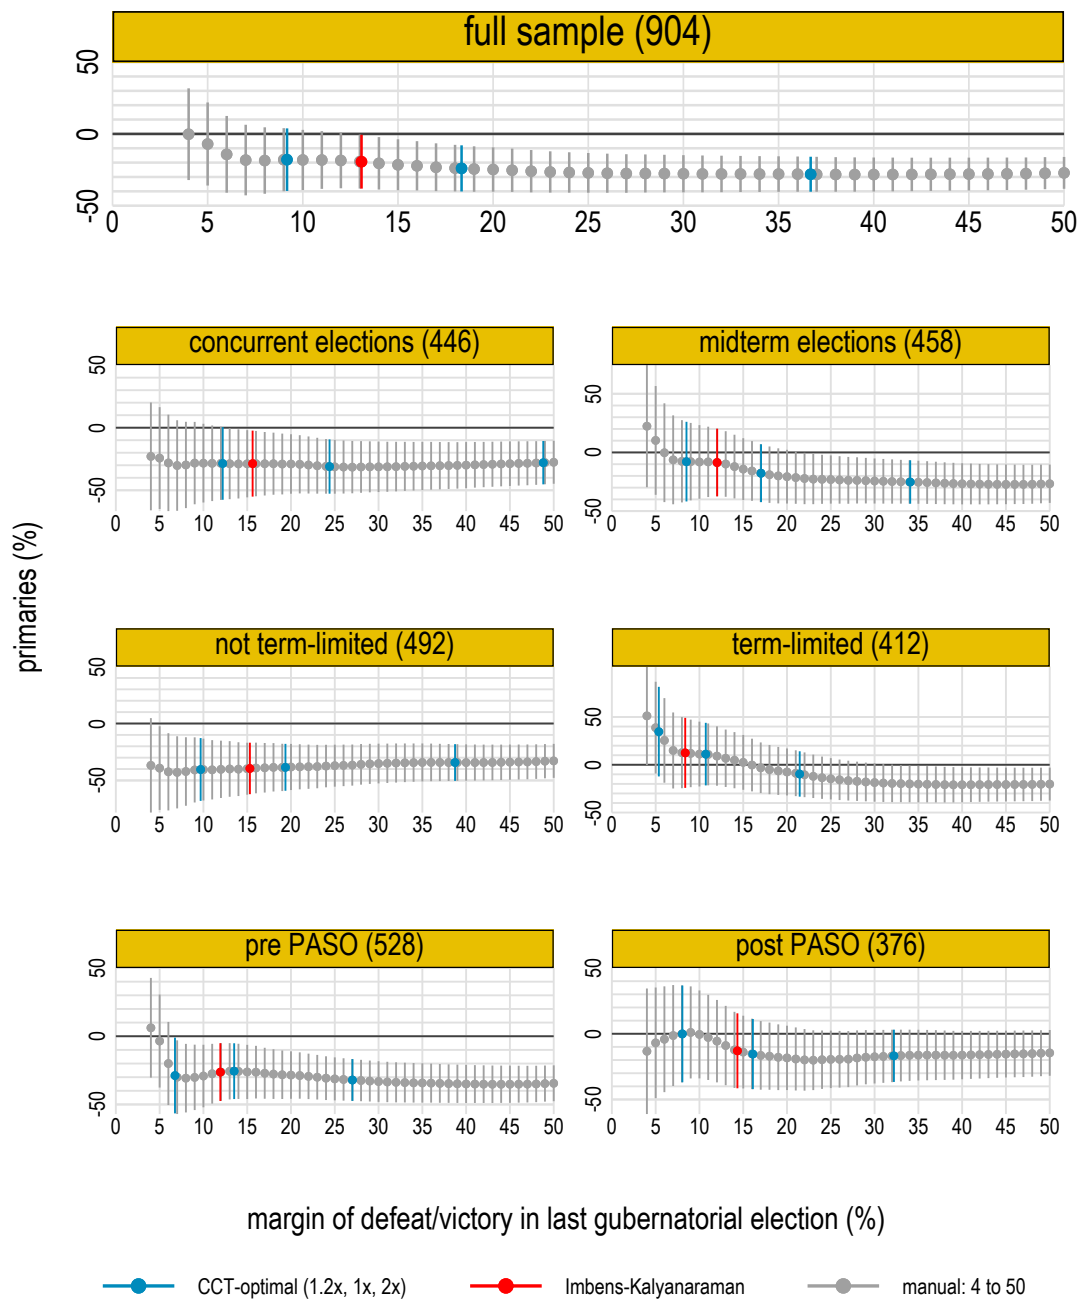 full sample (904)
50
0
-50
0 5 10 15 20 25 30 35 40 45 50
concurrent elections (446)
midterm elections (458)
50
0
-50
0 5 10 15 20 25 30 35 40 45 50
50
0
-50
0 5 10 15 20 25 30 35 40 45 50
primaries (%)
not term-limited (492)
term-limited (412)
50
0
-50
0 5 10 15 20 25 30 35 40 45 50
50
0
-50
0 5 10 15 20 25 30 35 40 45 50
pre PASO (528)
post PASO (376)
50
0
-50
0 5 10 15 20 25 30 35 40 45 50
50
0
-50
0 5 10 15 20 25 30 35 40 45 50
margin of defeat/victory in last gubernatorial election (%)
CCT-optimal (1.2x, 1x, 2x)
Imbens-Kalyanaraman
manual: 4 to 50